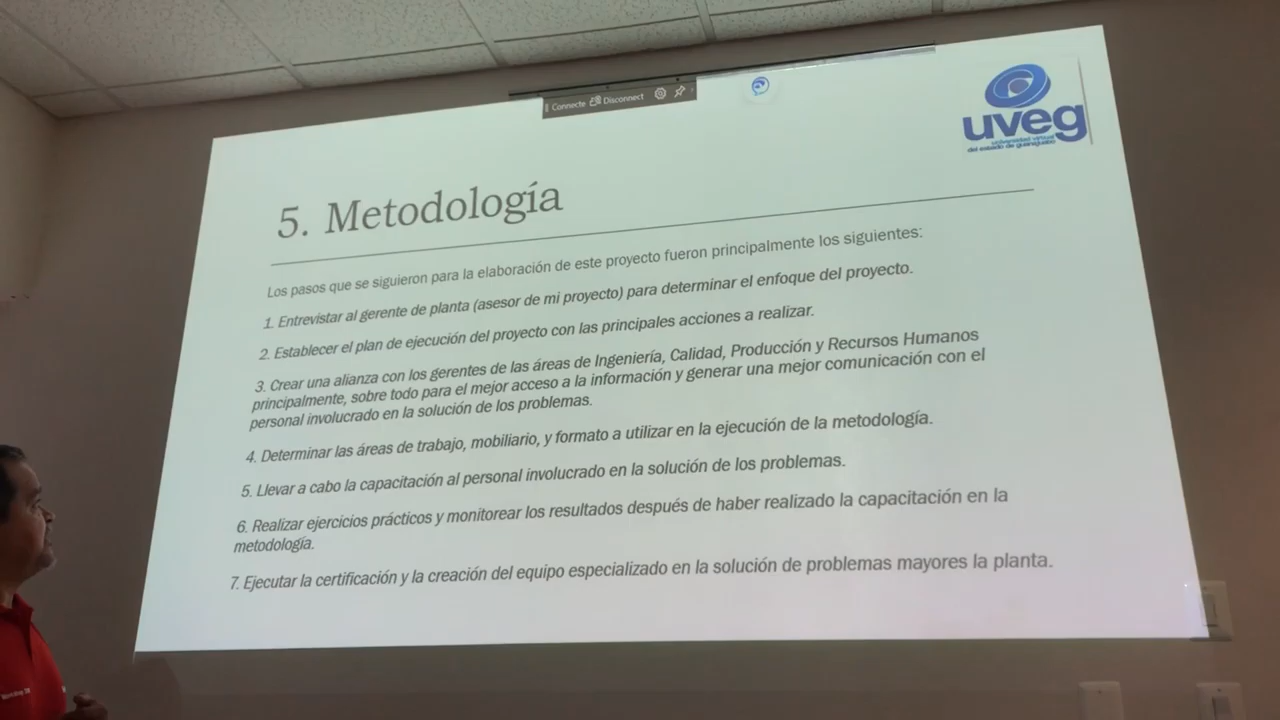 Connecte Disconnect
uveg
universidad virtual
del estado de guanajuato
5. Metodología
Los pasos que se siguieron para la elaboración de este proyecto fueron principalmente los siguientes:
1. Entrevistar al gerente de planta (asesor de mi proyecto) para determinar el enfoque del proyecto.
2. Establecer el plan de ejecución del proyecto con las principales acciones a realizar.
3. Crear una alianza con los gerentes de las áreas de Ingeniería, Calidad, Producción y Recursos Humanos
principalmente, sobre todo para el mejor acceso a la información y generar una mejor comunicación con el
personal involucrado en la solución de los problemas.
4. Determinar las áreas de trabajo, mobiliario, y formato a utilizar en la ejecución de la metodología.
5. Llevar a cabo la capacitación al personal involucrado en la solución de los problemas.
6. Realizar ejercicios prácticos y monitorear los resultados después de haber realizado la capacitación en la
metodología.
7. Ejecutar la certificación y la creación del equipo especializado en la solución de problemas mayores la planta.